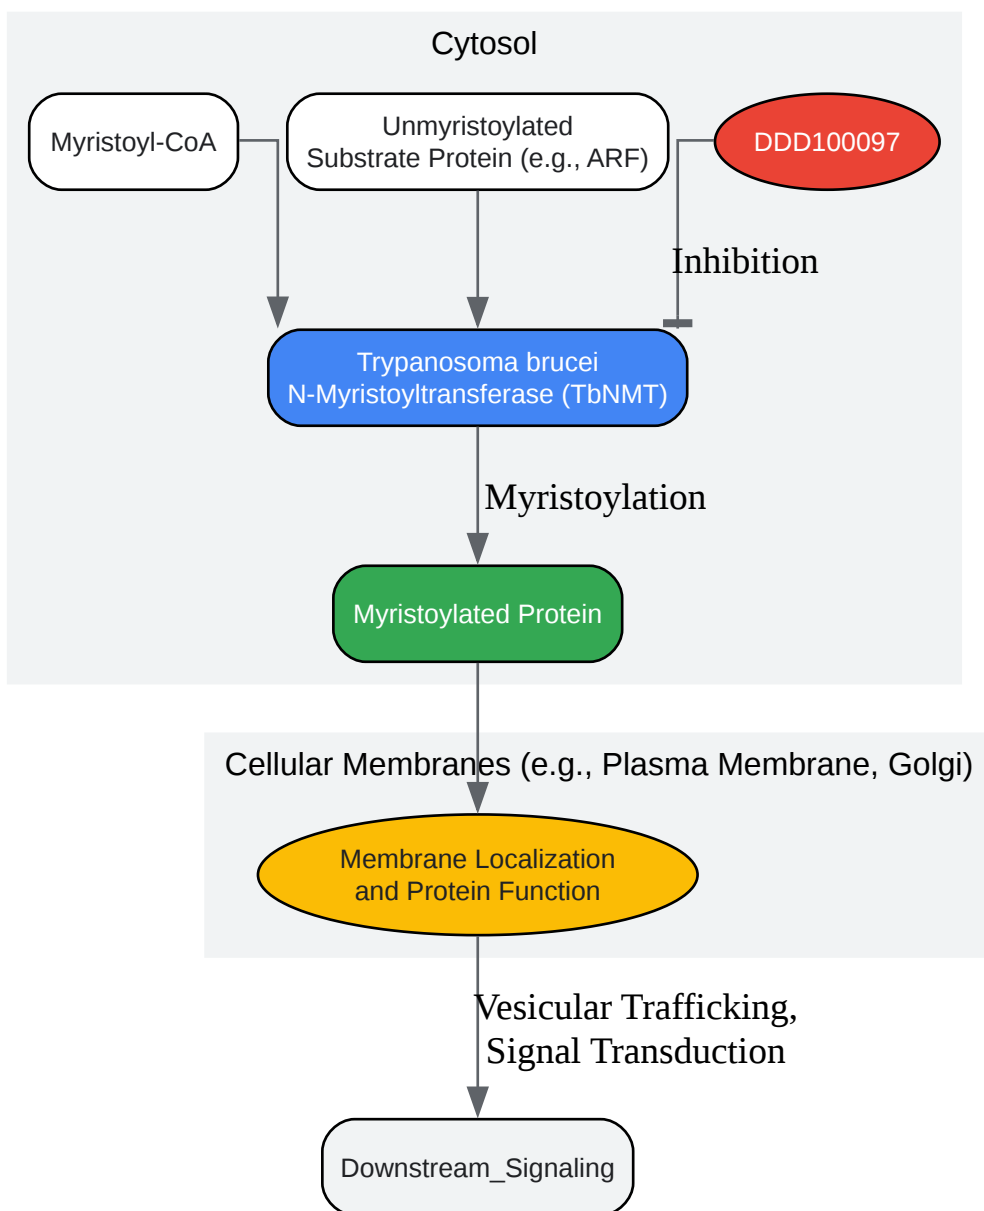 Cytosol
Myristoyl-CoA
Unmyristoylated
Substrate Protein (e.g., ARF)
DDD100097
Inhibition
Trypanosoma brucei
N-Myristoyltransferase (TbNMT)
Myristoylation
Myristoylated Protein
Cellular Membranes (e.g., Plasma Membrane, Golgi)
Membrane Localization
and Protein Function
Vesicular Trafficking,
Signal Transduction
Downstream_Signaling